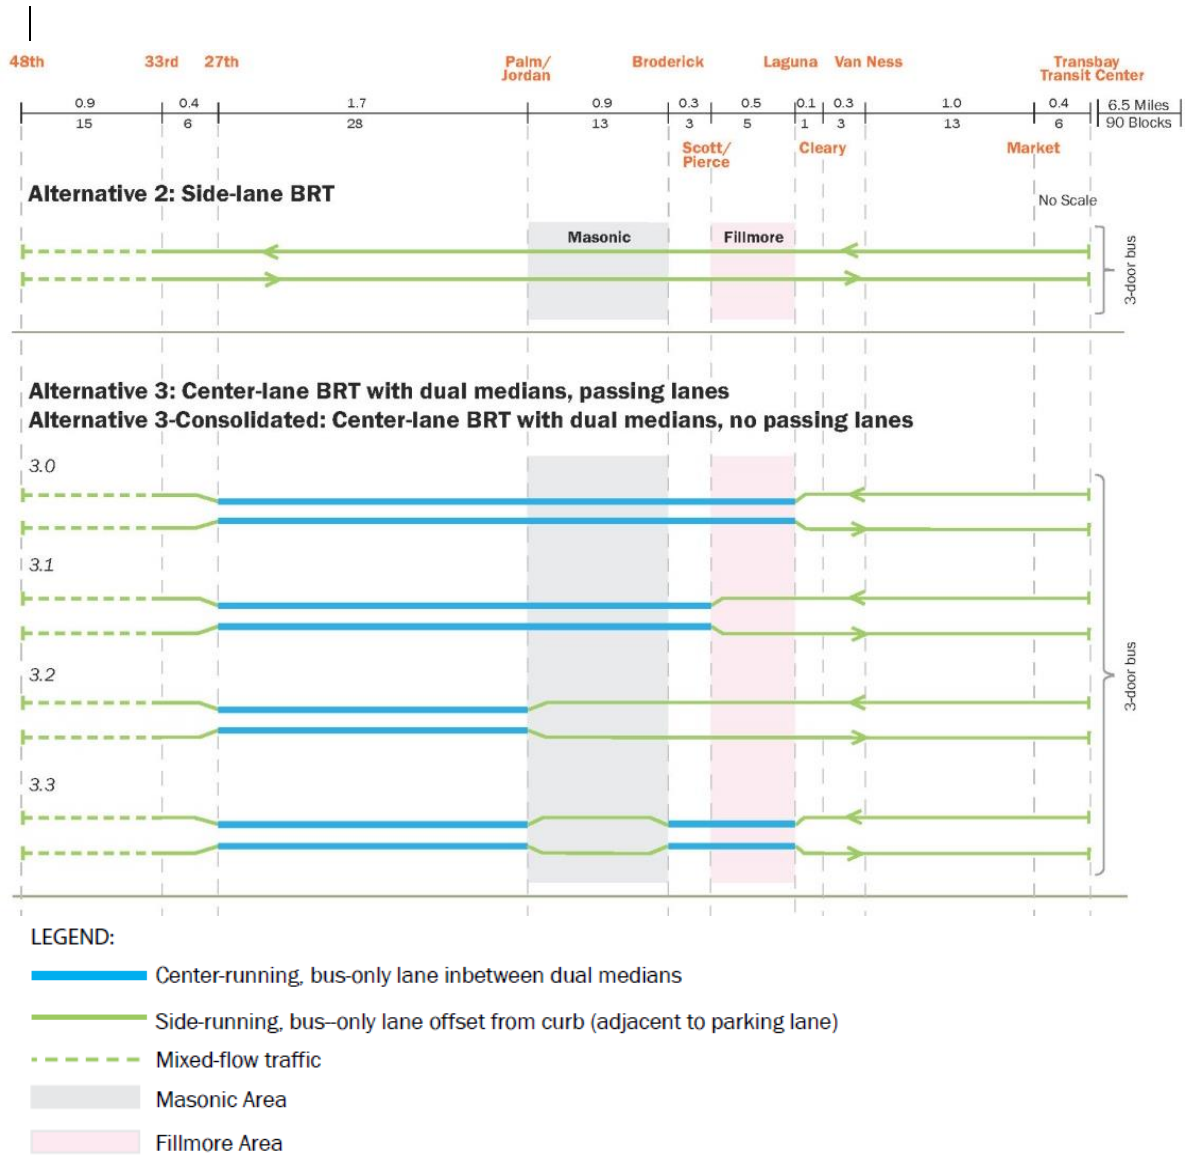 48th 33rd 27th Palm/ Broderick Laguna Van Ness Transbay
Jordan Transit Center
0.9 0.4 1.7 0.9 0.3 0.5 0.1 0.3 1.0 0.4 6.5 Miles
15 6 28 13 3 5 1 3 13 6 90 Blocks
Scott/ Cleary Market
Pierce
Alternative 2: Side-lane BRT
No Scale
Masonic Fillmore
3-door bus
Alternative 3: Center-lane BRT with dual medians, passing lanes
Alternative 3-Consolidated: Center-lane BRT with dual medians, no passing lanes
3.0
3.1
3.2
3-door bus
3.3
LEGEND:
Center-running, bus-only lane inbetween dual medians
Side-running, bus--only lane offset from curb (adjacent to parking lane)
Mixed-flow traffic
Masonic Area
Fillmore Area